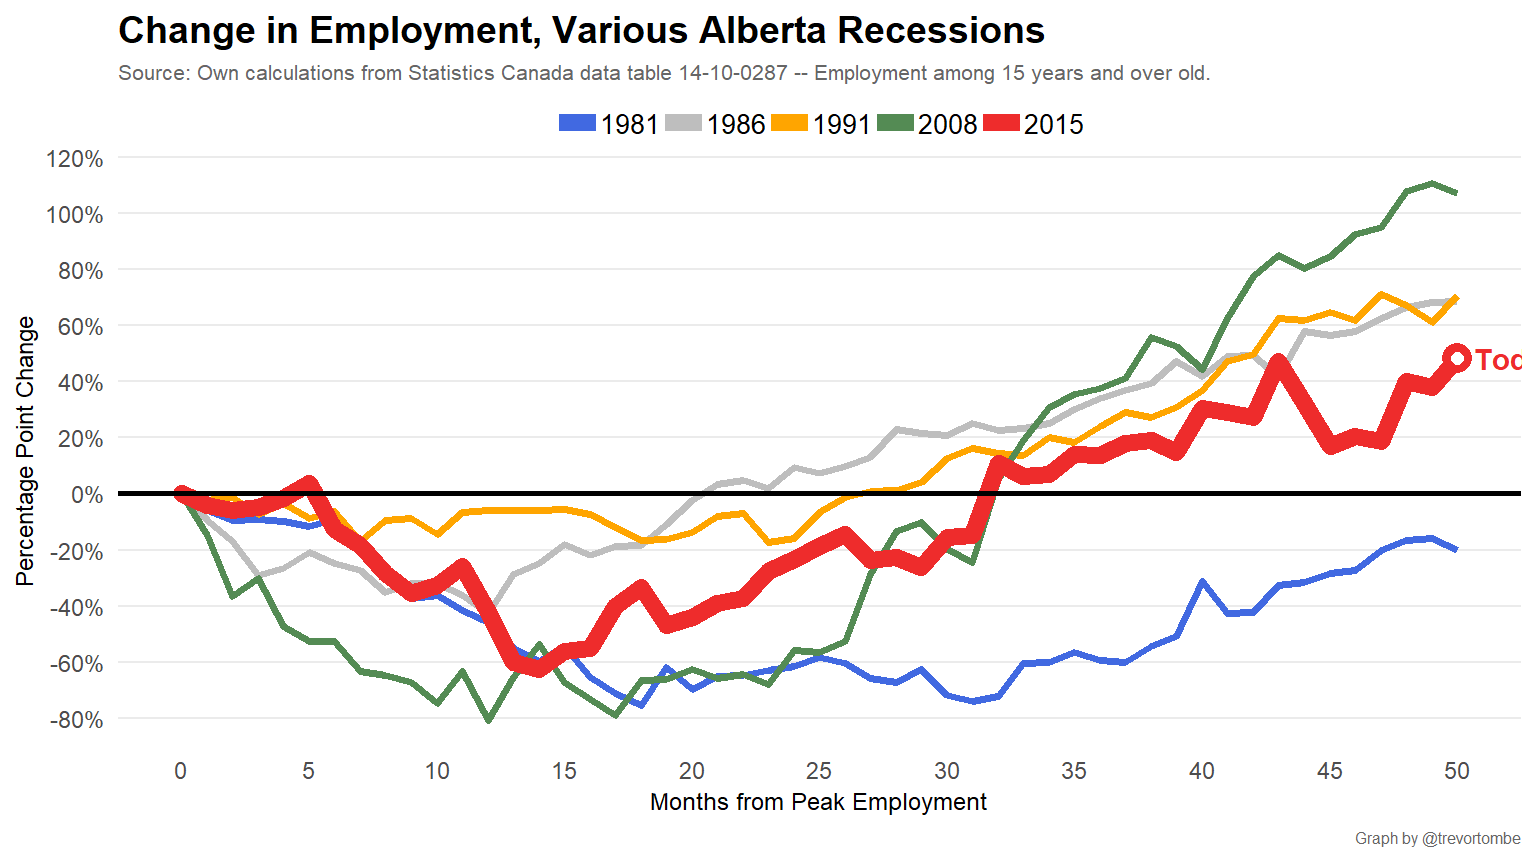 Change in Employment, Various Alberta Recessions
Source: Own calculations from Statistics Canada data table 14-10-0287 -- Employment among 15 years and over old.
1981 1986 1991 2008 2015
120%
100%
80%
60%
40%
20%
0%
-20%
-40%
-60%
-80%
Percentage Point Change
Tod
0 5 10 15 20 25 30 35 40 45 50
Months from Peak Employment
Graph by @trevortombe